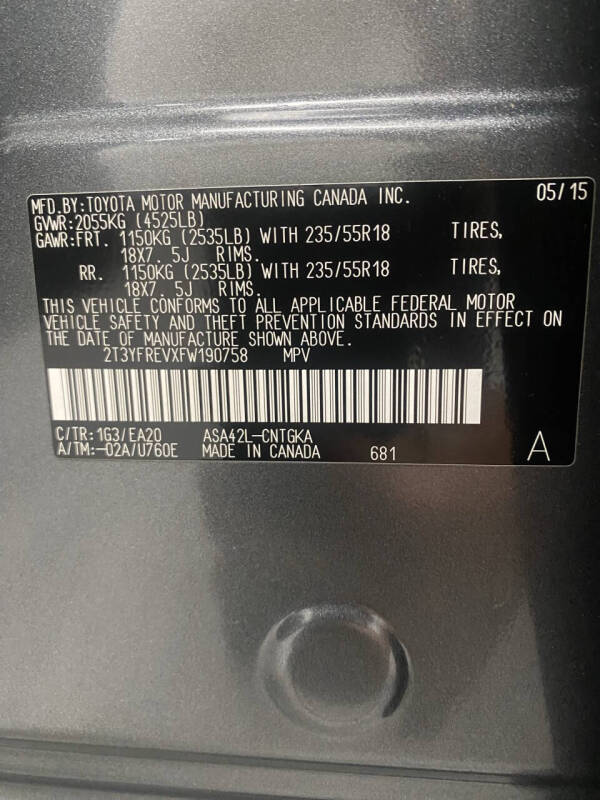 MFD.BY:TOYOTA MOTOR MANUFACTURING CANADA INC. 05/15
GVWR:2055KG (4525LB)
GAWR:FRT. 1150KG (2535LB) WITH 235/55R18 TIRES,
18X7. 5J RIMS.
RR. 1150KG (2535LB) WITH 235/55R18 TIRES,
18X7. 5J RIMS.
THIS VEHICLE CONFORMS TO ALL APPLICABLE FEDERAL MOTOR
VEHICLE SAFETY AND THEFT PREVENTION STANDARDS IN EFFECT ON
THE DATE OF MANUFACTURE SHOWN ABOVE.
2T3YFREVXFW190758 MPV
C/TR:1G3/EA20 ASA42L-CNTGKA
A/TM:-02A/U760E MADE IN CANADA 681 A